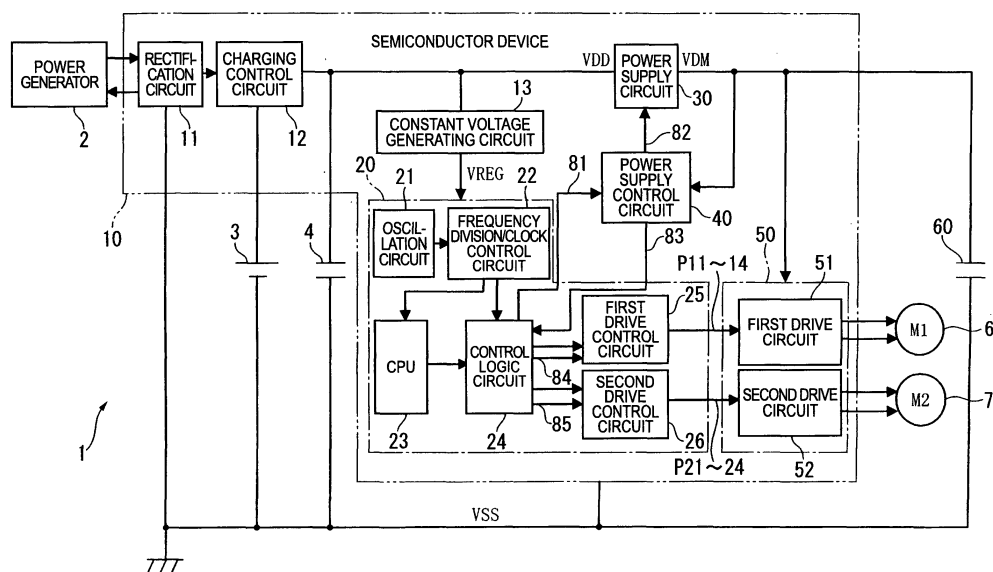 SEMICONDUCTOR DEVICE
POWER
GENERATOR
2
RECTIFI-
CATION
CIRCUIT
11
CHARGING
CONTROL
CIRCUIT
12
VDD
POWER
SUPPLY
CIRCUIT
30
VDM
13
CONSTANT VOLTAGE
GENERATING CIRCUIT
VREG
82
81
POWER
SUPPLY
CONTROL
CIRCUIT
40
83
10
3
4
20
21
OSCIL-
LATION
CIRCUIT
22
FREQUENCY
DIVISION/CLOCK
CONTROL
CIRCUIT
CPU
23
CONTROL
LOGIC
CIRCUIT
24
84
85
25
FIRST
DRIVE
CONTROL
CIRCUIT
SECOND
DRIVE
CONTROL
CIRCUIT
26
P11~14
P21~24
50
51
FIRST DRIVE
CIRCUIT
SECOND DRIVE
CIRCUIT
52
60
M1
6
M2
7
1
VSS